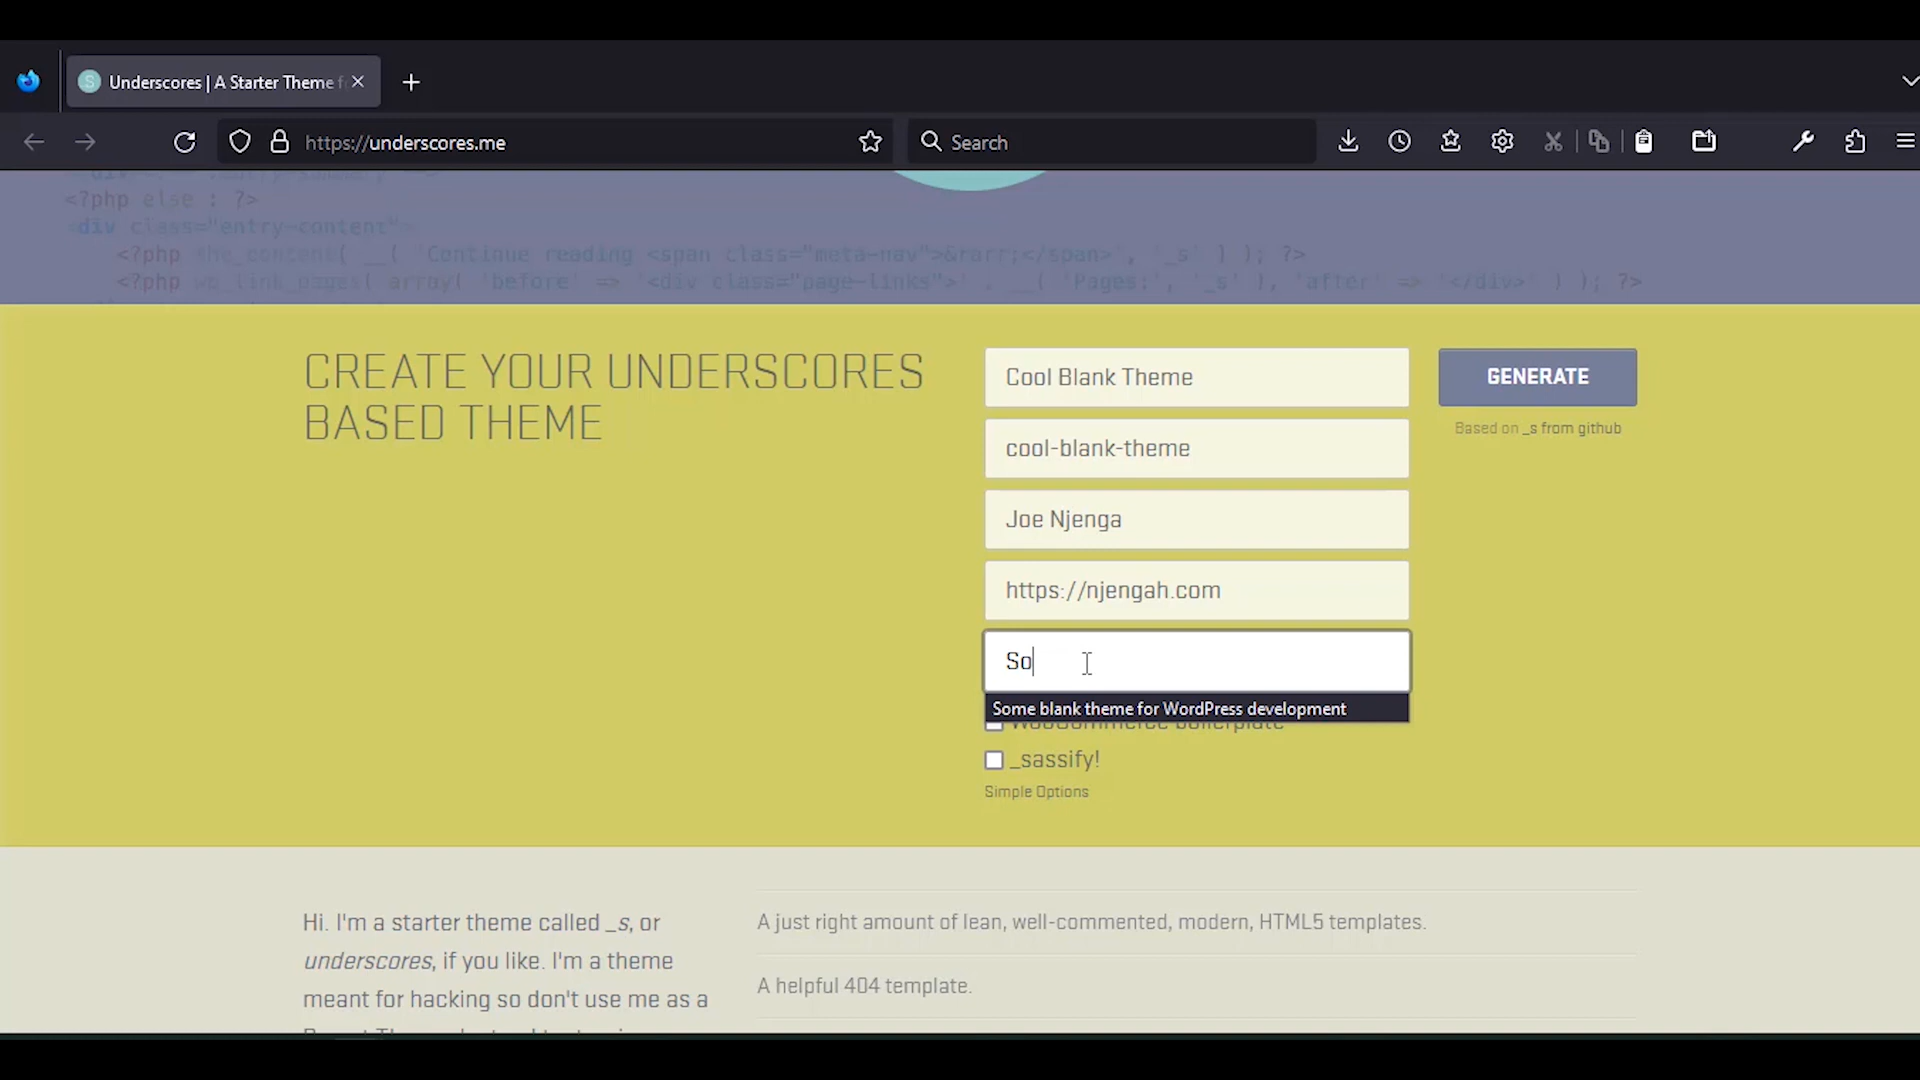 Underscores | A Starter Theme f
https://underscores.me
Search
<?php else : ?>
<div class="entry-content">
<?php the_content( __( 'Continue reading <span class="meta-nav">&rarr;</span>', '_s' ) ); ?>
<?php wp_link_pages( array( 'before' => '<div class="page-links">' . __( 'Pages:', '_s' ), 'after' => '</div>' ) ); ?>
CREATE YOUR UNDERSCORES
BASED THEME
Cool Blank Theme
GENERATE
Based on _s from github
cool-blank-theme
Joe Njenga
https://njengah.com
So
Some blank theme for WordPress development
WooCommerce boilerplate
_sassify!
Simple Options
Hi. I'm a starter theme called _s, or
underscores, if you like. I'm a theme
meant for hacking so don't use me as a
A just right amount of lean, well-commented, modern, HTML5 templates.
A helpful 404 template.